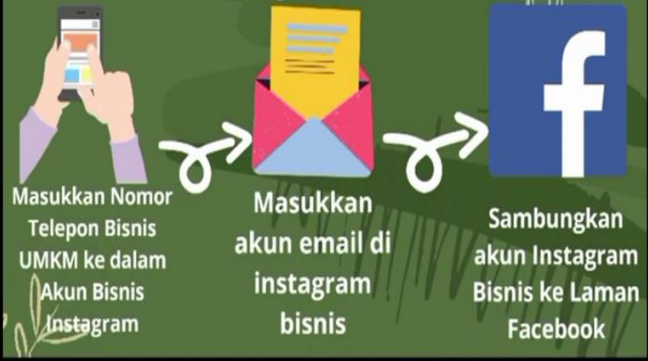 Masukkan Nomor
Telepon Bisnis
UMKM ke dalam
Akun Bisnis
Instagram
Masukkan
akun email di
instagram
bisnis
Sambungkan
akun Instagram
Bisnis ke Laman
Facebook